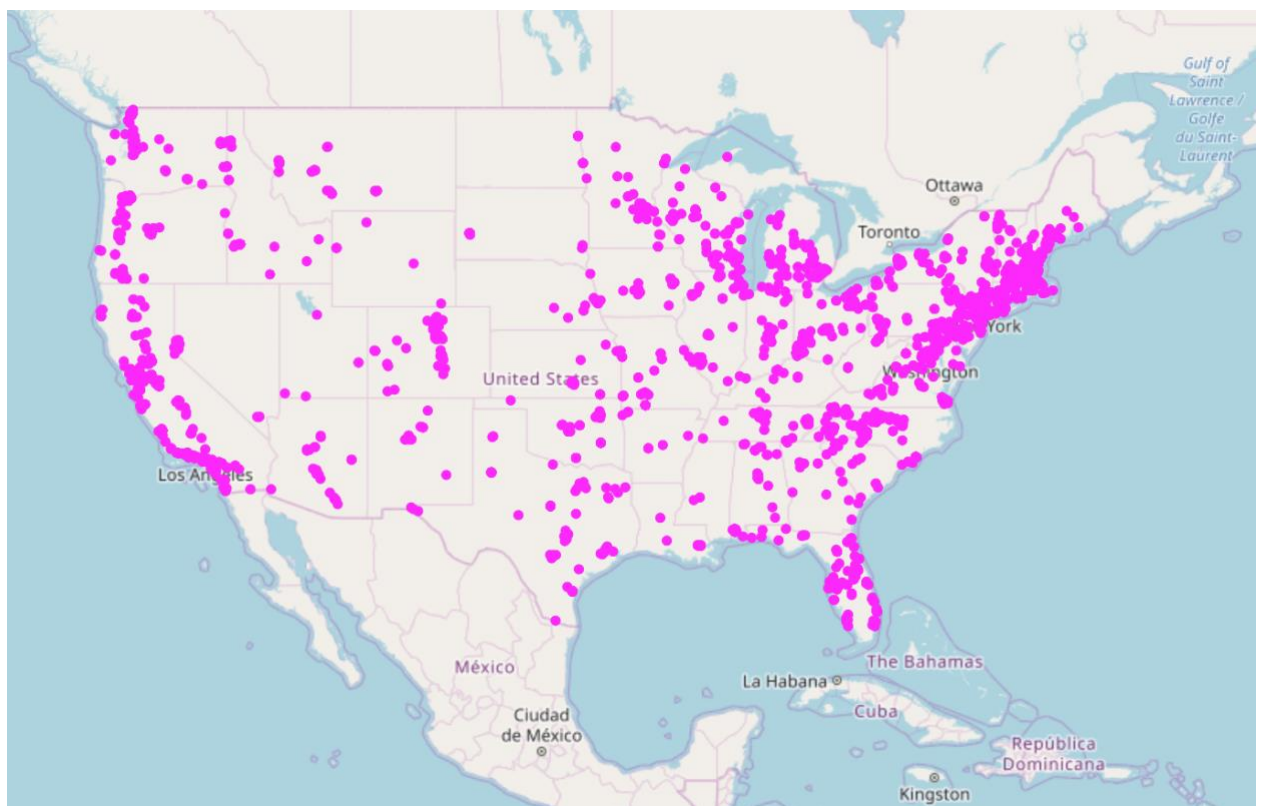 Gulf of
Saint
Lawrence /
Golfe
du Saint-
Laurent
Ottawa
Toronto
York
United States
Washington
Los Angeles
México
The Bahamas
La Habana
Cuba
Ciudad
de México
República
Dominicana
Kingston